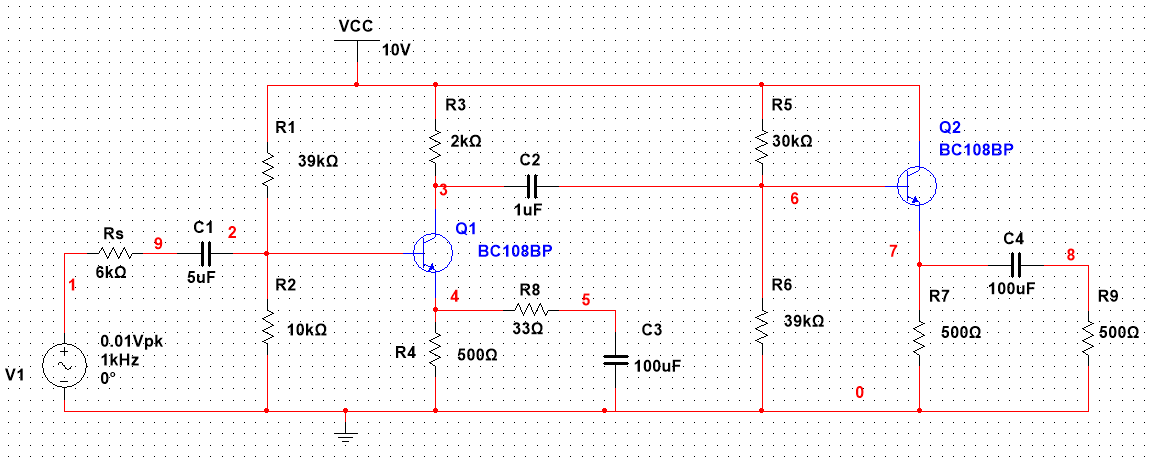 VCC
10V
R3
2kΩ
R5
30kΩ
Q2
BC108BP
R1
39kΩ
C2
1uF
3
6
Rs
6kΩ
9
C1
5uF
2
Q1
BC108BP
7
C4
100uF
8
1
R2
10kΩ
4
R8
33Ω
5
R6
39kΩ
R7
500Ω
R9
500Ω
V1
0.01Vpk
1kHz
0°
R4
500Ω
C3
100uF
0